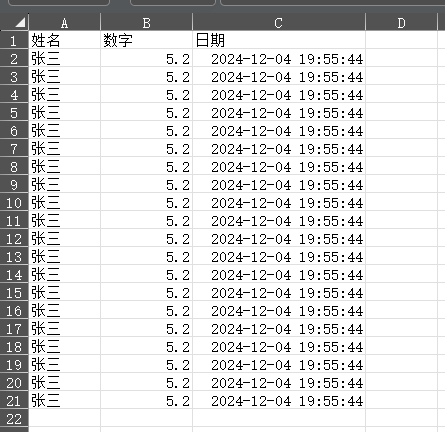 A B C D
1 姓名 数字 日期
2 张三 5.2 2024-12-04 19:55:44
3 张三 5.2 2024-12-04 19:55:44
4 张三 5.2 2024-12-04 19:55:44
5 张三 5.2 2024-12-04 19:55:44
6 张三 5.2 2024-12-04 19:55:44
7 张三 5.2 2024-12-04 19:55:44
8 张三 5.2 2024-12-04 19:55:44
9 张三 5.2 2024-12-04 19:55:44
10 张三 5.2 2024-12-04 19:55:44
11 张三 5.2 2024-12-04 19:55:44
12 张三 5.2 2024-12-04 19:55:44
13 张三 5.2 2024-12-04 19:55:44
14 张三 5.2 2024-12-04 19:55:44
15 张三 5.2 2024-12-04 19:55:44
16 张三 5.2 2024-12-04 19:55:44
17 张三 5.2 2024-12-04 19:55:44
18 张三 5.2 2024-12-04 19:55:44
19 张三 5.2 2024-12-04 19:55:44
20 张三 5.2 2024-12-04 19:55:44
21 张三 5.2 2024-12-04 19:55:44
22